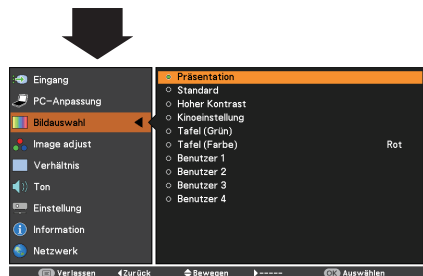 Eingang
PC-Anpassung
Bildauswahl
Image adjust
Verhältnis
Ton
Einstellung
Information
Netzwerk
Präsentation
Standard
Hoher Kontrast
Kinoeinstellung
Tafel (Grün)
Tafel (Farbe) Rot
Benutzer 1
Benutzer 2
Benutzer 3
Benutzer 4
Verlassen Zurück Bewegen ----- OK Auswählen